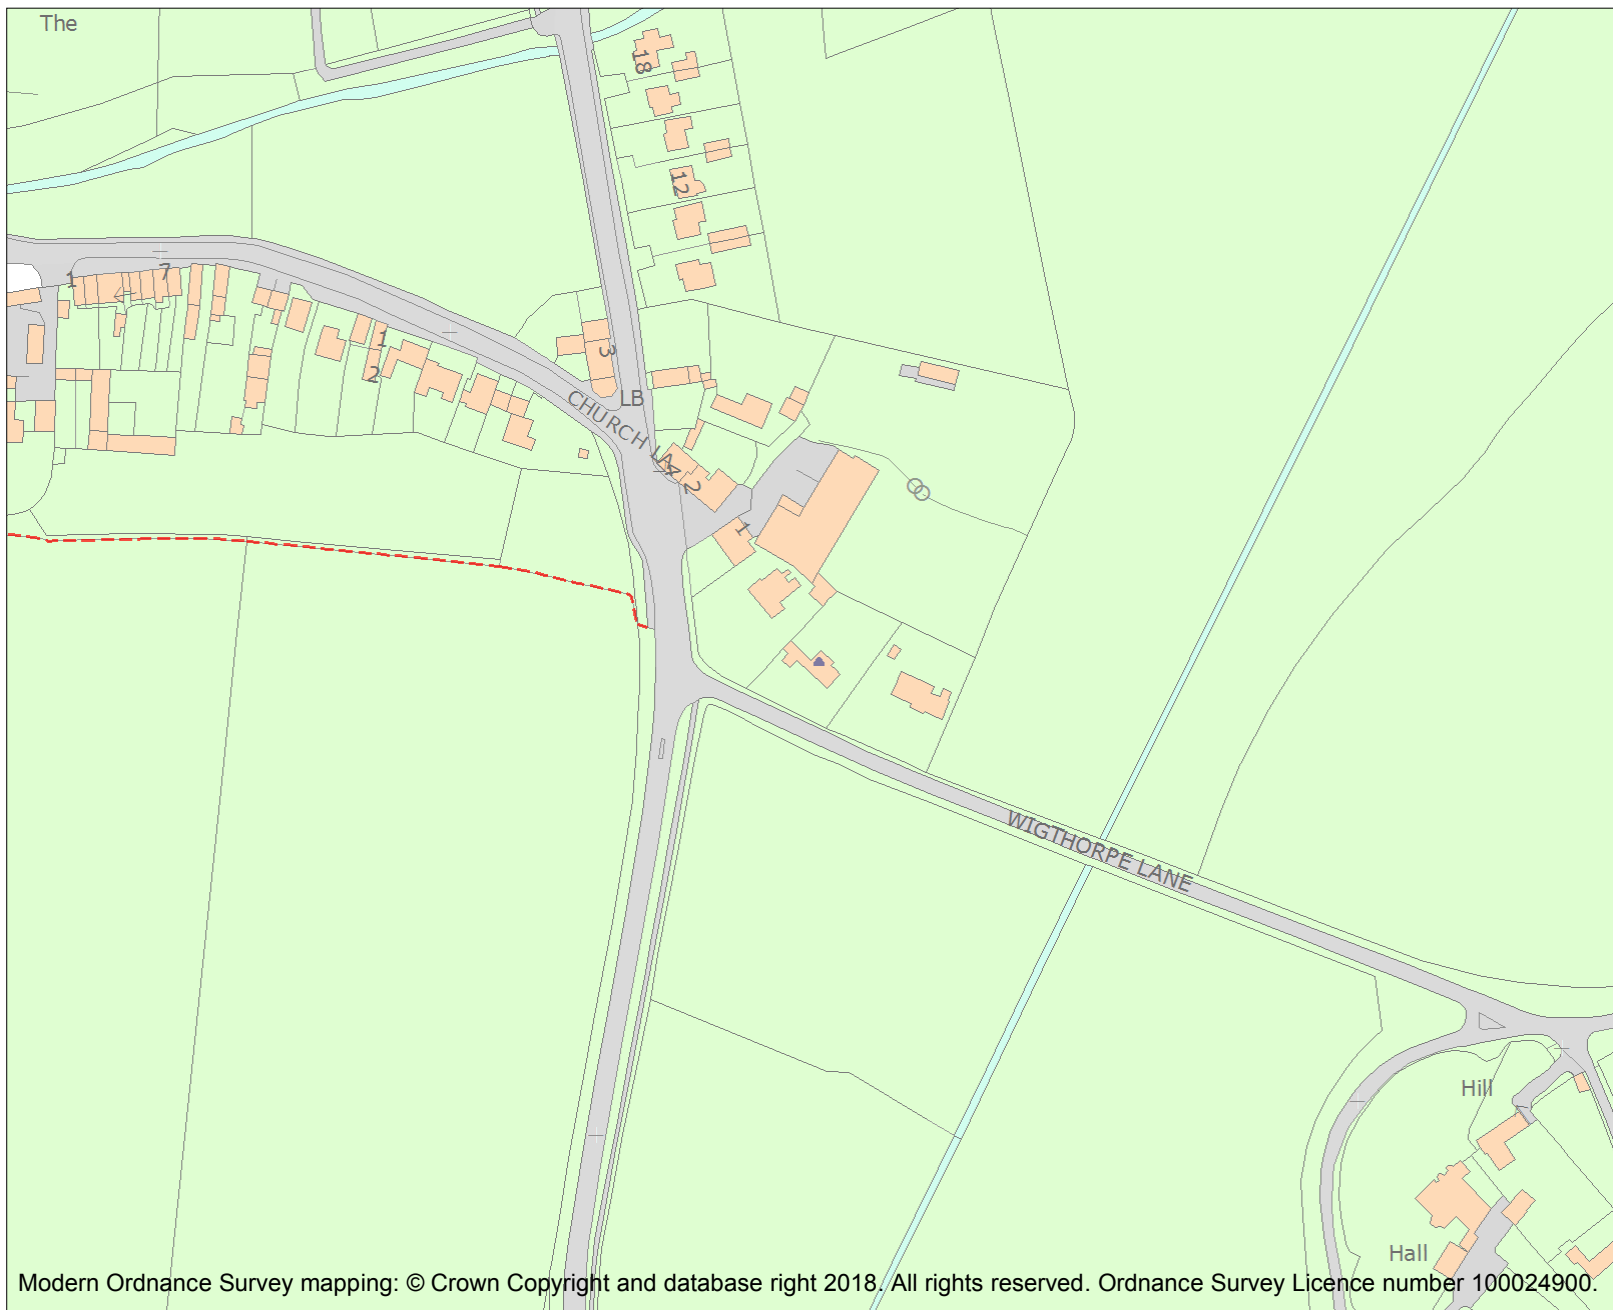 The
18
12
1
7
1
2
3
LB
CHURCH LA
2
1
WIGTHORPE LANE
Hill
Hall
Modern Ordnance Survey mapping: © Crown Copyright and database right 2018. All rights reserved. Ordnance Survey Licence number 100024900.